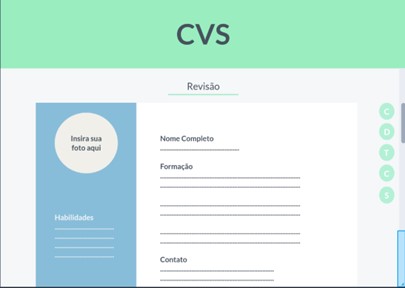 CVS
Revisão
Insira sua
foto aqui
Nome Completo
Formação
Habilidades
Contato
C
D
T
C
S